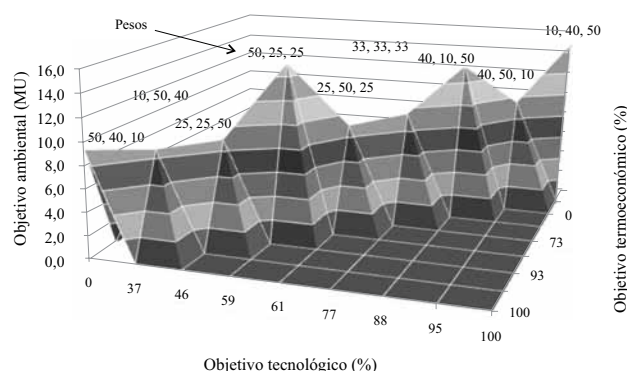 Pesos
10, 40, 50
50, 25, 25
33, 33, 33
40, 10, 50
16,0
14,0
12,0
10,0
8,0
6,0
4,0
2,0
0,0
10, 50, 40
25, 50, 25
40, 50, 10
50, 40, 10
25, 25, 50
Objetivo ambiental (MU)
0
37
46
59
61
77
88
95
100
0
73
93
100
Objetivo termoeconómico (%)
Objetivo tecnológico (%)